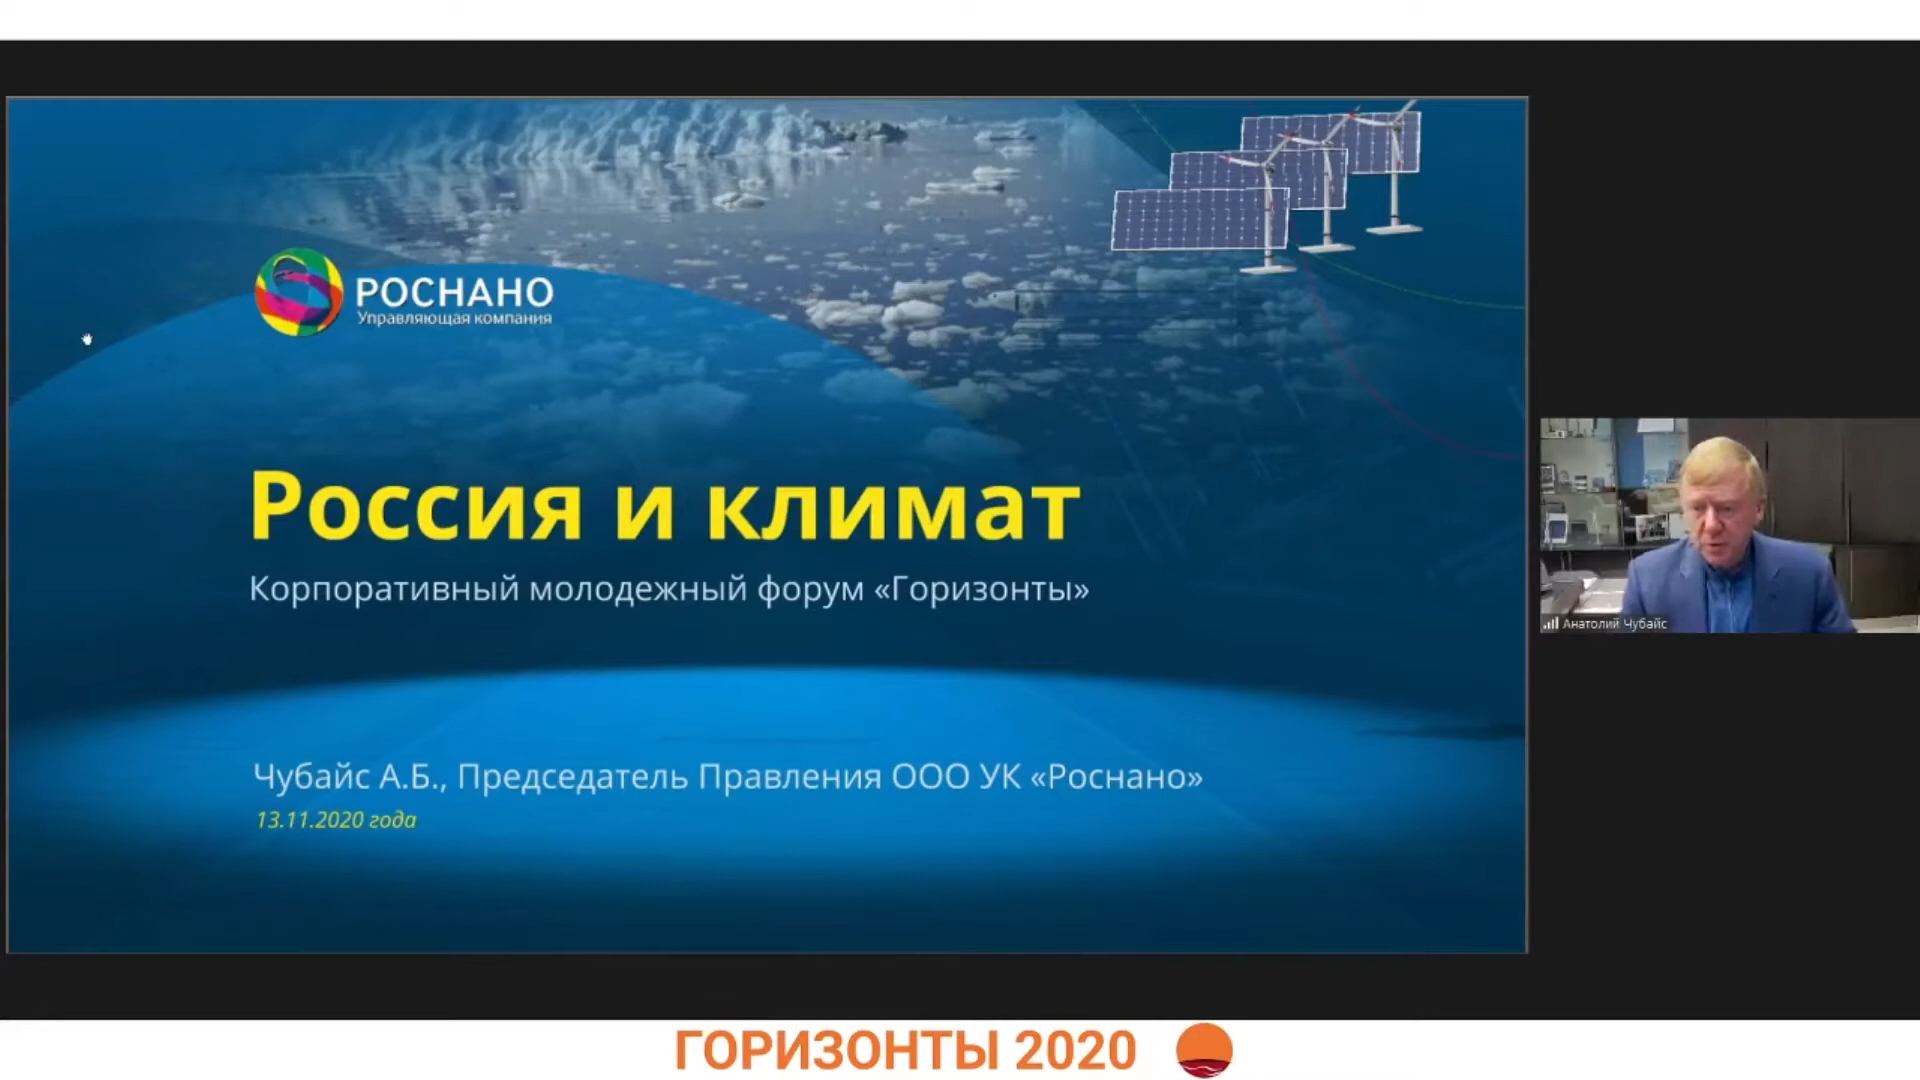 РОСНАНО
Управляющая компания
Россия и климат
Корпоративный молодежный форум «Горизонты»
Чубайс А.Б., Председатель Правления ООО УК «Роснано»
13.11.2020 года
Анатолий Чубайс
ГОРИЗОНТЫ 2020